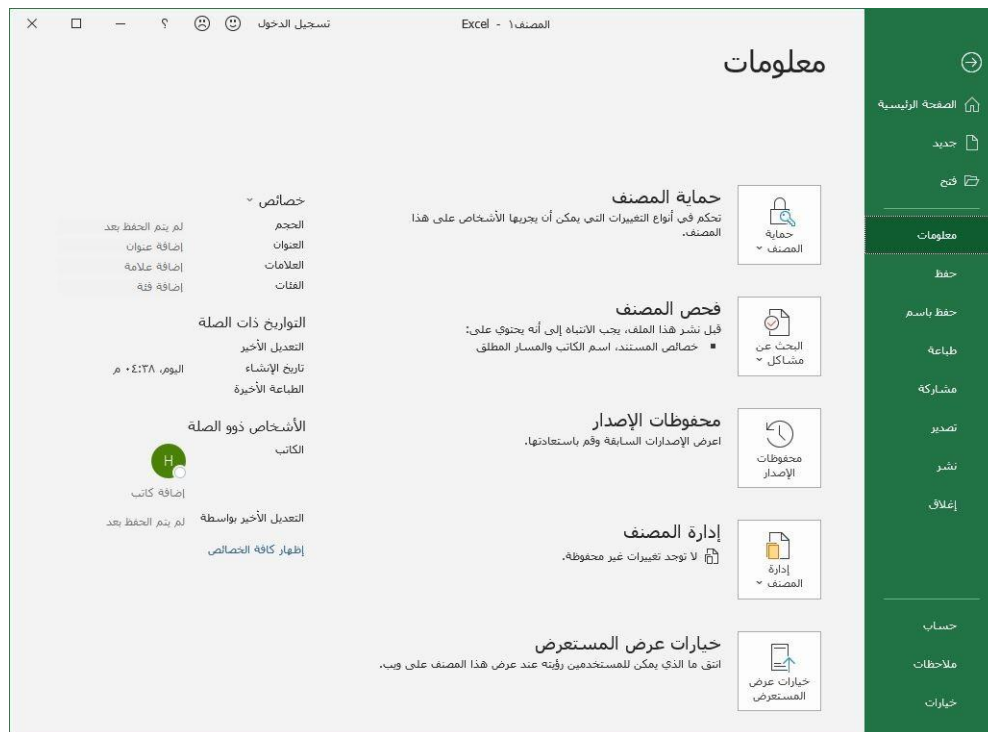 المصنف١ - Excel
تسجيل الدخول
؟
معلومات
الصفحة الرئيسية
جديد
فتح
معلومات
حفظ
حفظ باسم
طباعة
مشاركة
تصدير
نشر
إغلاق
حساب
ملاحظات
خيارات
حماية
المصنف
حماية المصنف
تحكم في أنواع التغييرات التي يمكن أن يجريها الأشخاص على هذا
المصنف.
البحث عن
مشاكل
فحص المصنف
قبل نشر هذا الملف، يجب الانتباه إلى أنه يحتوي على:
▪ خصائص المستند، اسم الكاتب والمسار المطلق
محفوظات
الإصدار
محفوظات الإصدار
اعرض الإصدارات السابقة وقم باستعادتها.
إدارة
المصنف
إدارة المصنف
لا توجد تغييرات غير محفوظة.
خيارات عرض
المستعرض
خيارات عرض المستعرض
انتق ما الذي يمكن للمستخدمين رؤيته عند عرض هذا المصنف على ويب.
خصائص
الحجم لم يتم الحفظ بعد
العنوان إضافة عنوان
العلامات إضافة علامة
الفئات إضافة فئة
التواريخ ذات الصلة
التعديل الأخير
تاريخ الإنشاء اليوم، ٠٤:٣٨ م
الطباعة الأخيرة
الأشخاص ذوو الصلة
الكاتب
H
إضافة كاتب
التعديل الأخير بواسطة لم يتم الحفظ بعد
إظهار كافة الخصائص